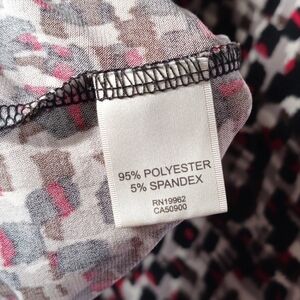 95% POLYESTER
5% SPANDEX
RN19962
CA50900